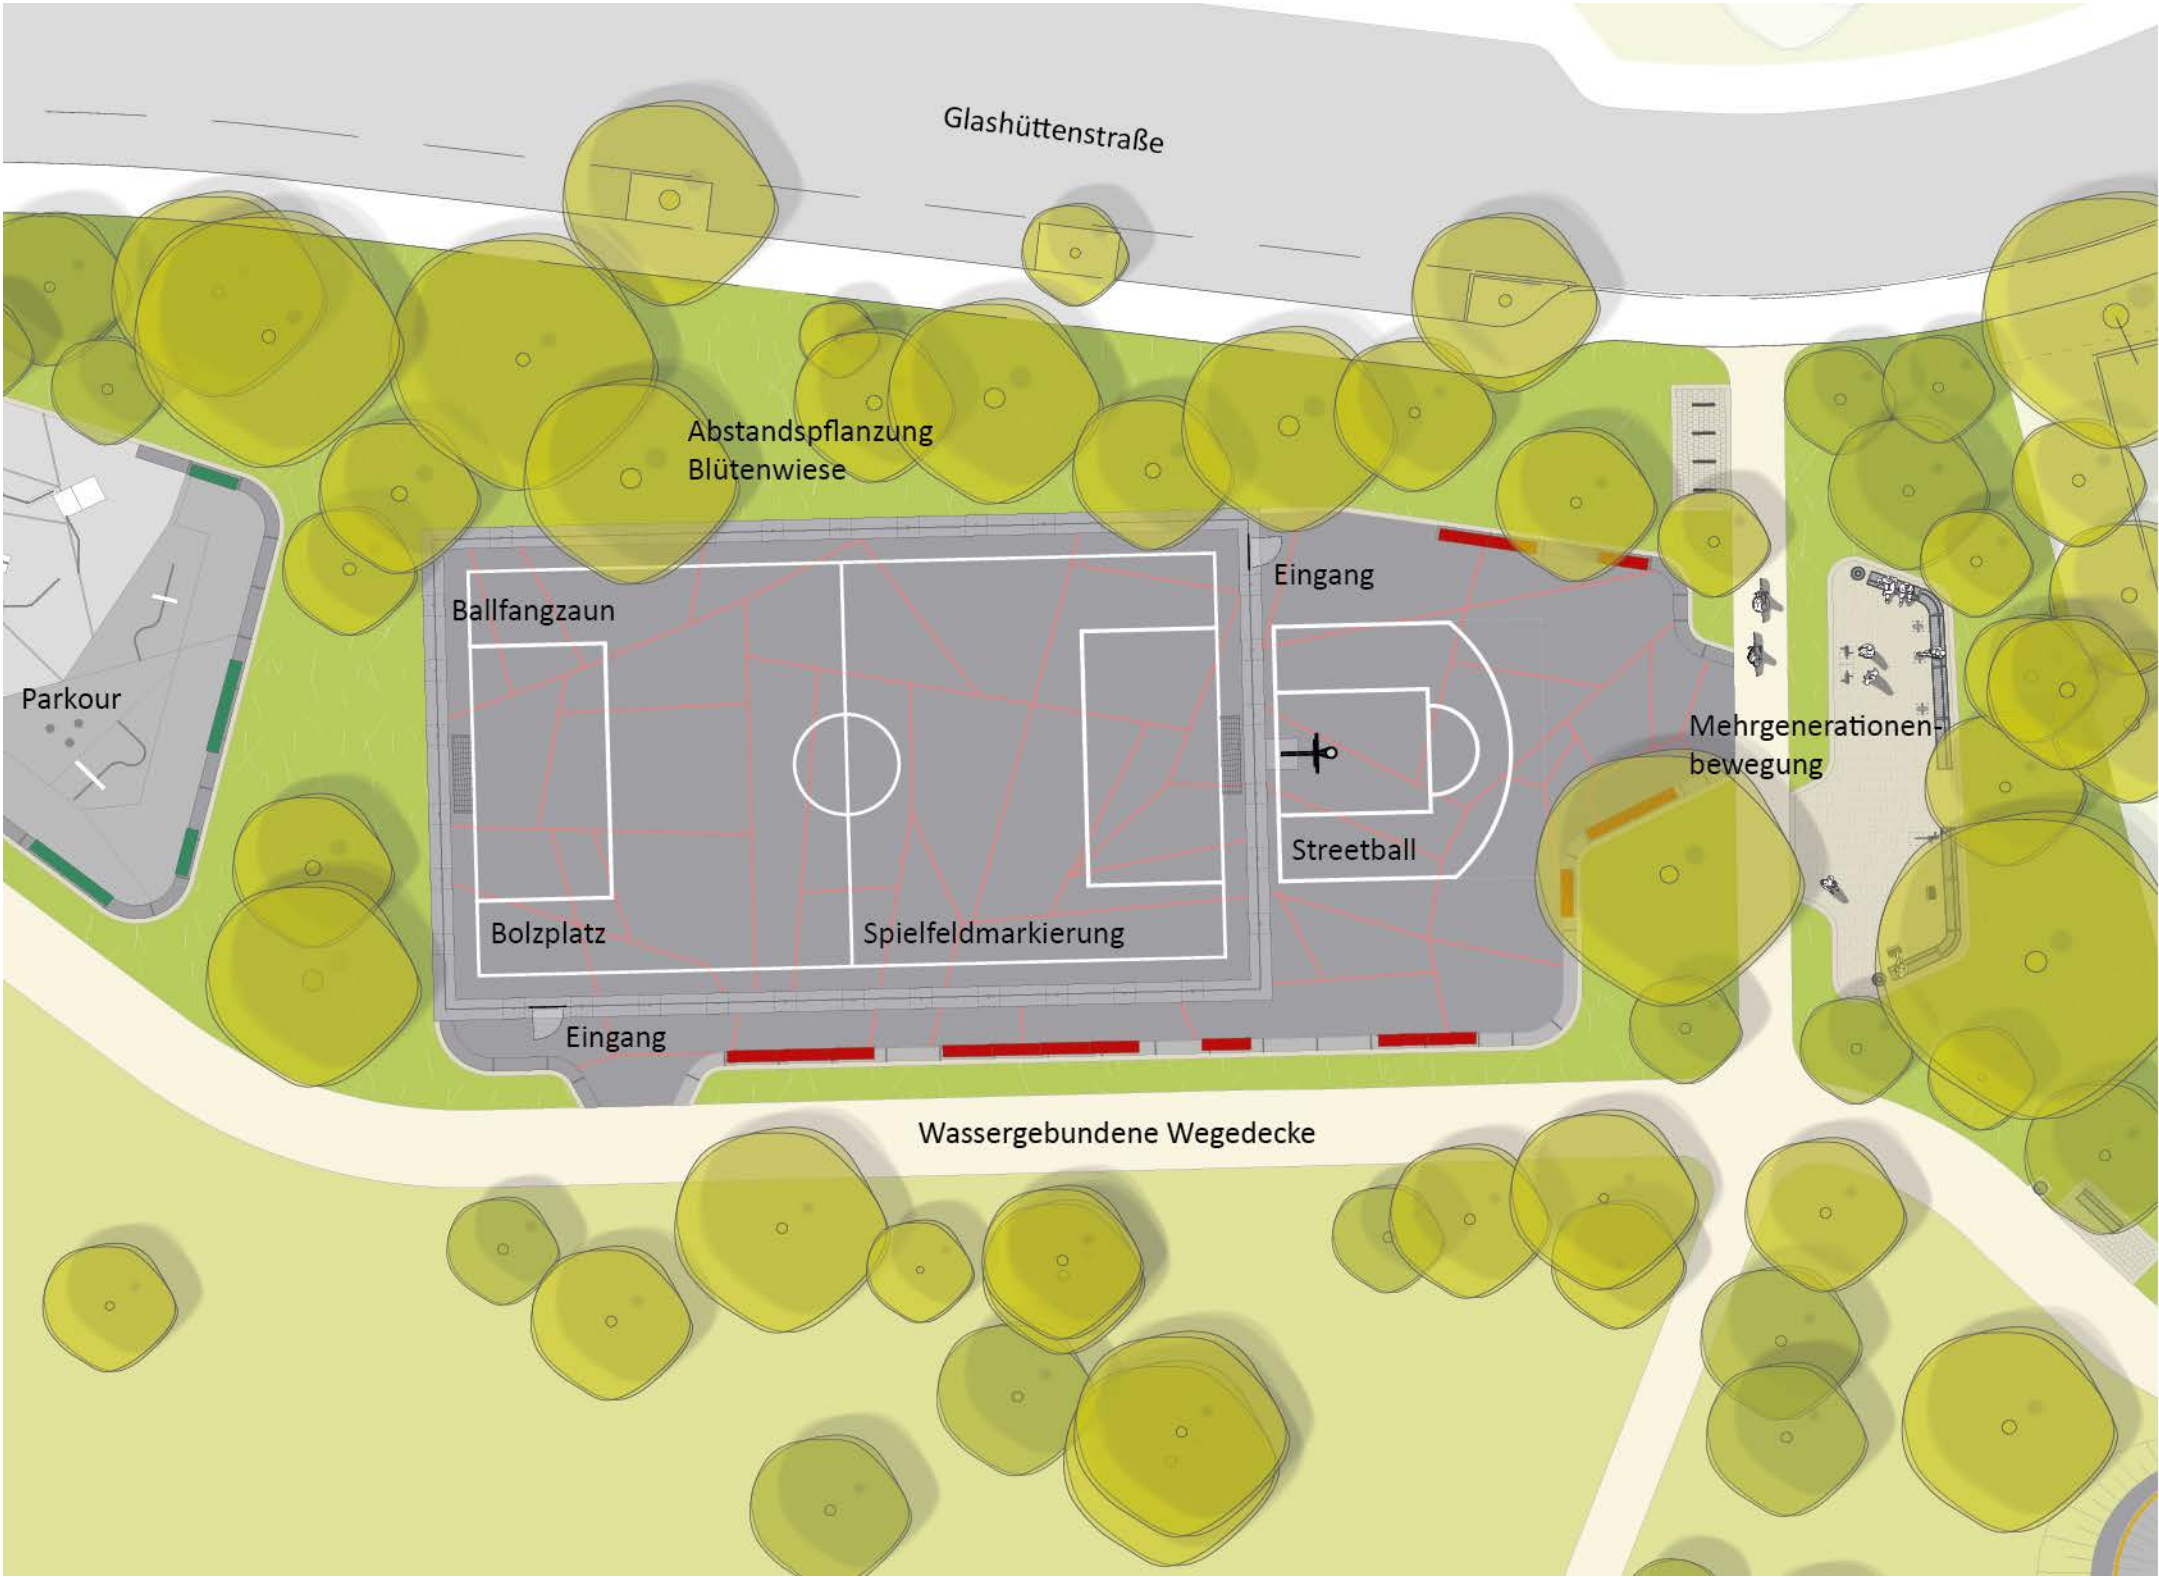 Glashüttenstraße
Abstandspflanzung
Blütenwiese
Eingang
Ballfangzaun
Parkour
Mehrgenerationen-
bewegung
Streetball
Bolzplatz
Spielfeldmarkierung
Eingang
Wassergebundene Wegedecke